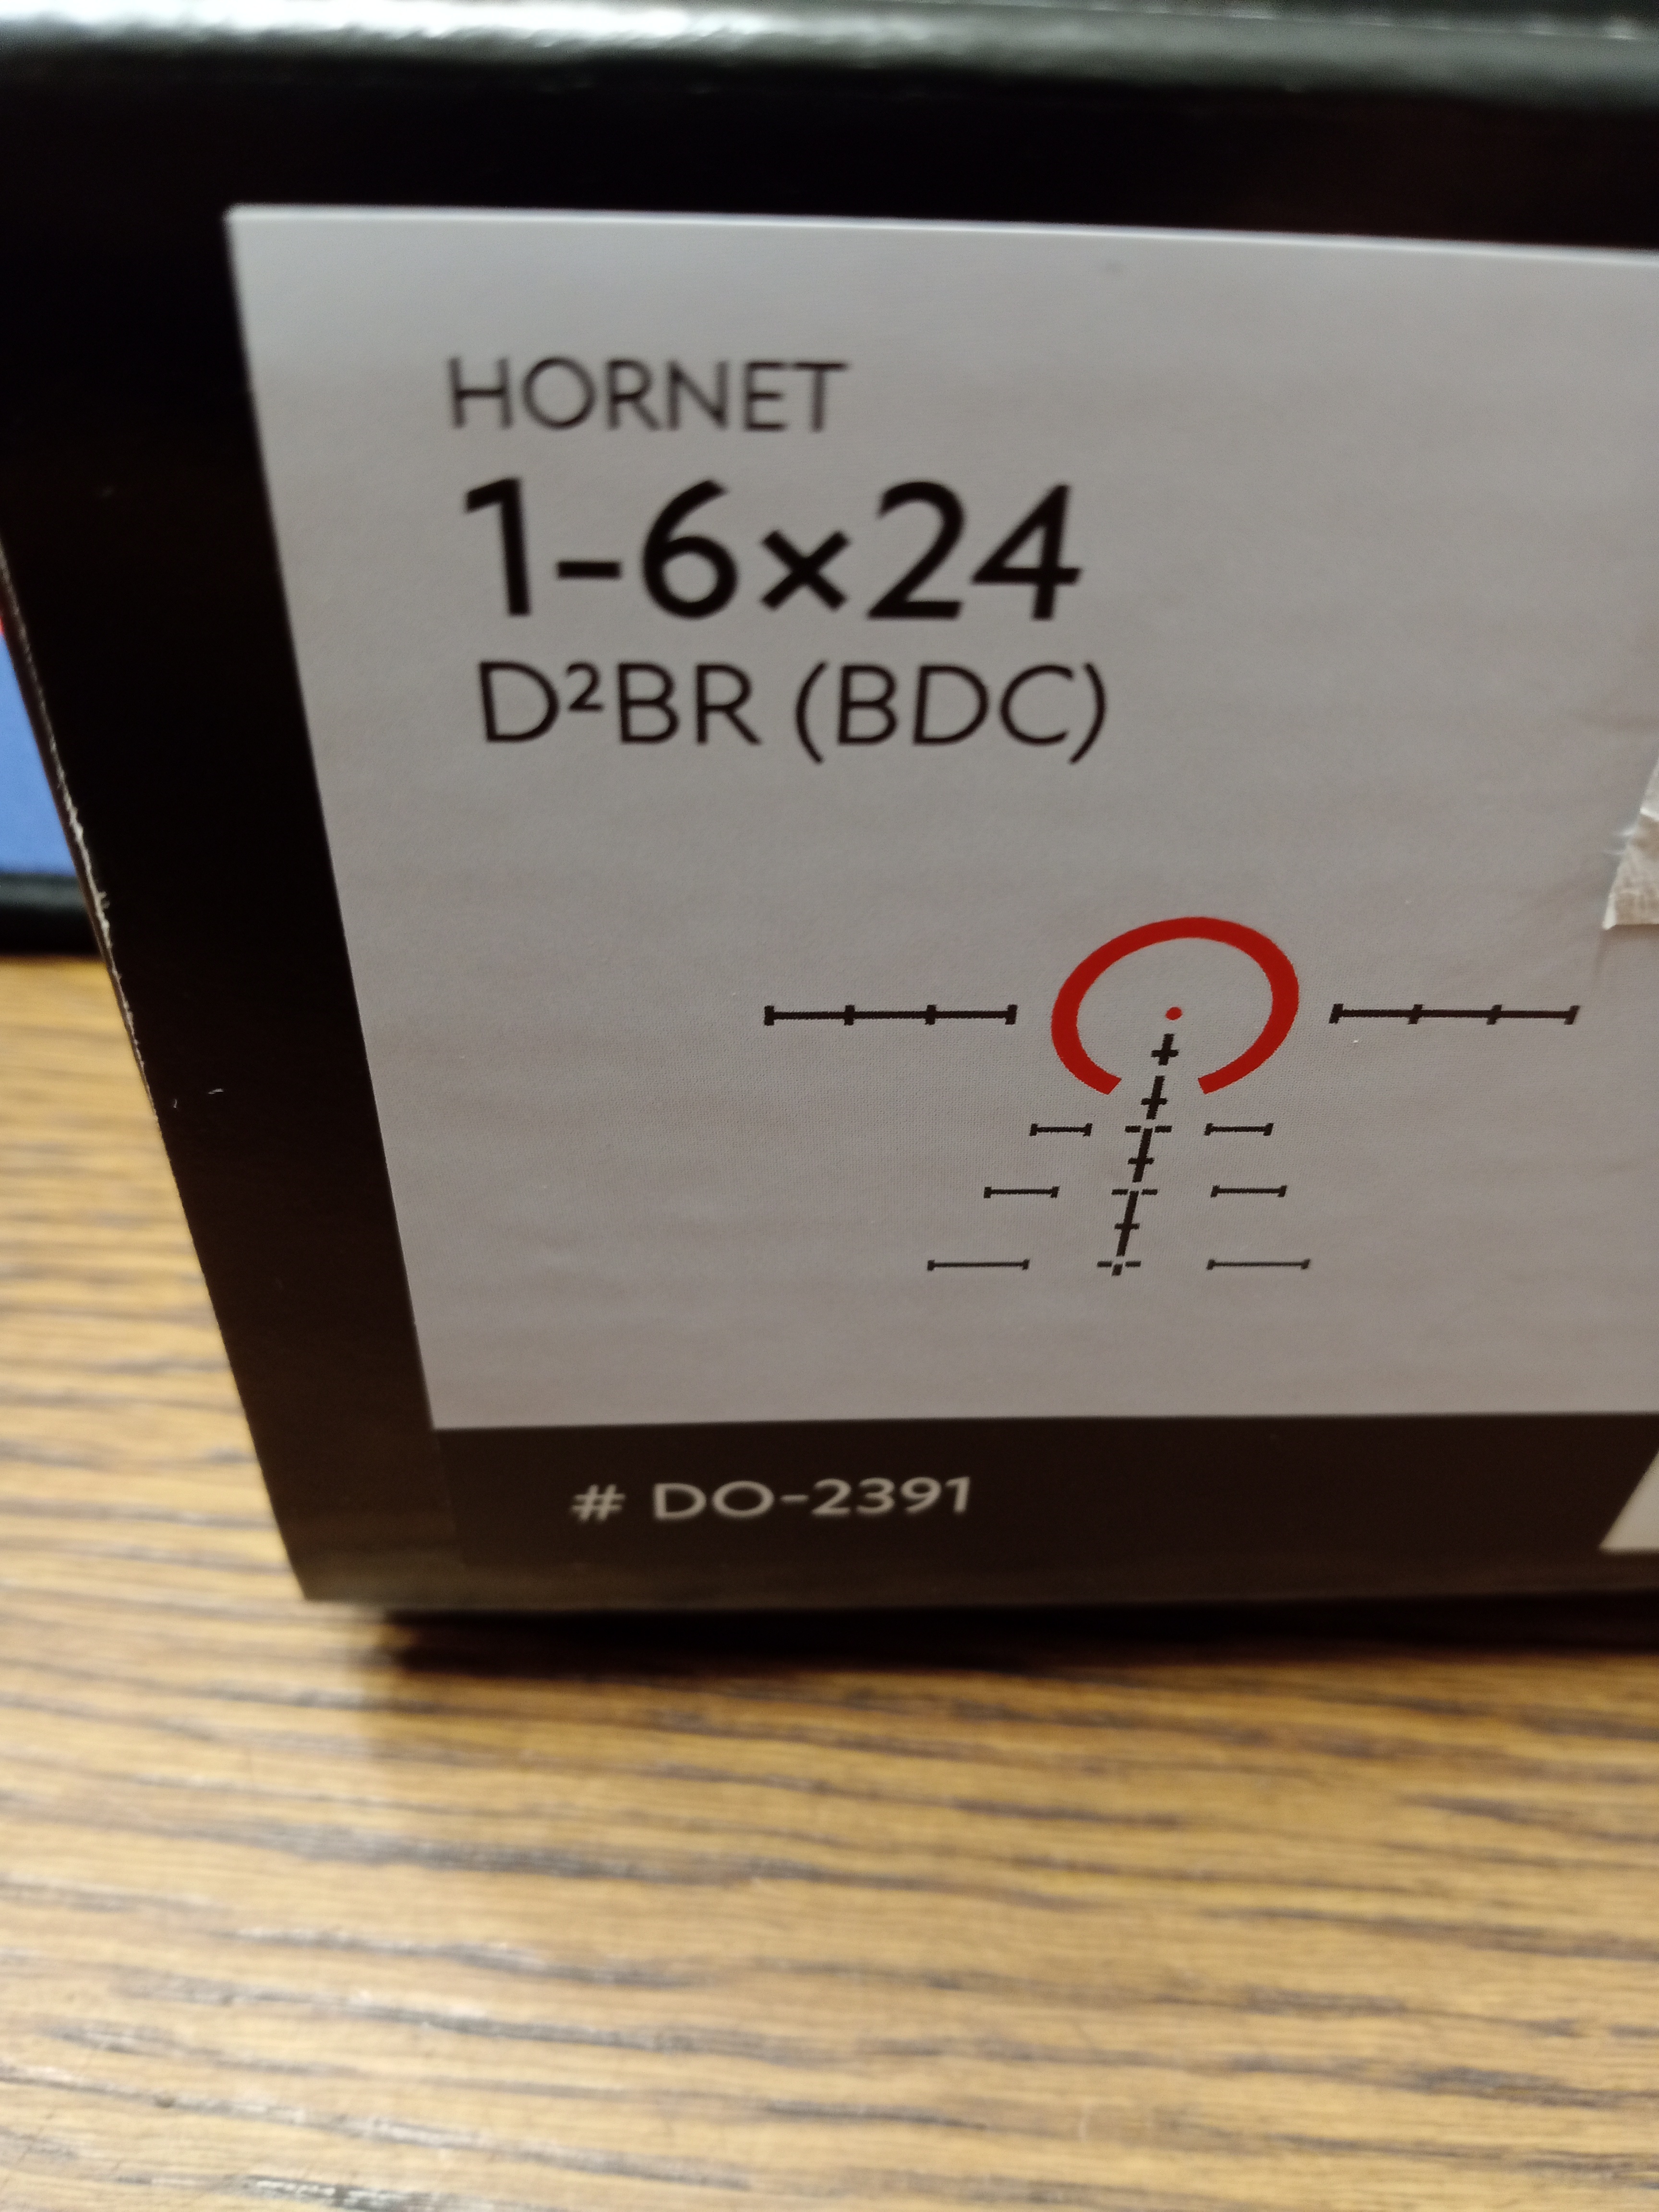 HORNET
1-6×24
D²BR (BDC)
# DO-2391